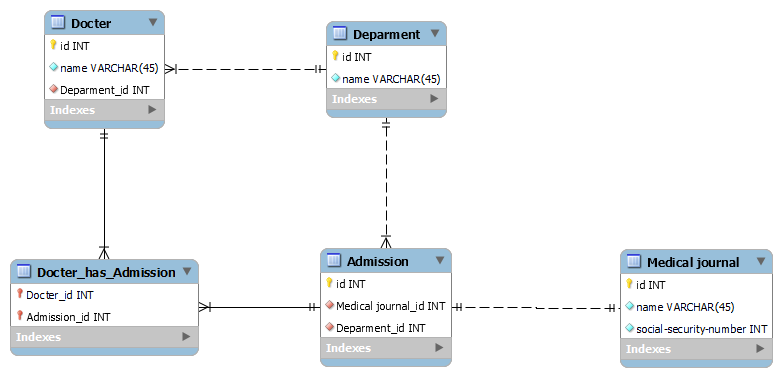 Docter
id INT
name VARCHAR(45)
Deparment_id INT
Indexes
Deparment
id INT
name VARCHAR(45)
Indexes
Docter_has_Admission
Docter_id INT
Admission_id INT
Indexes
Admission
id INT
Medical journal_id INT
Deparment_id INT
Indexes
Medical journal
id INT
name VARCHAR(45)
social-security-number INT
Indexes